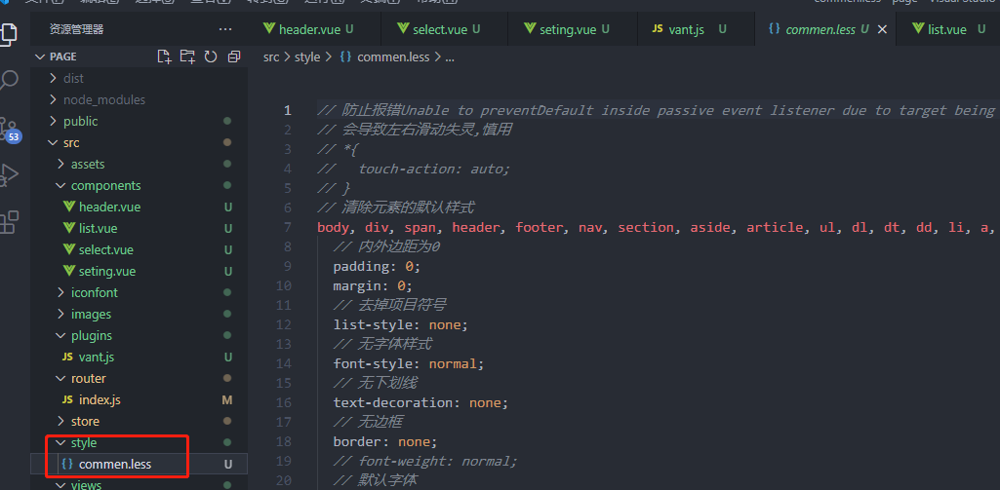 资源管理器
···
header.vue U
select.vue U
seting.vue U
JS vant.js U
{} commen.less U ×
list.vue U
PAGE
src > style > {} commen.less > ...
dist
node_modules
public
src
assets
components
header.vue U
list.vue U
select.vue U
seting.vue U
iconfont
images
plugins
JS vant.js U
router
JS index.js M
store
style
{} commen.less U
views
53
1 // 防止报错Unable to preventDefault inside passive event listener due to target being
2 // 会导致左右滑动失灵,慎用
3 // *{
4 //   touch-action: auto;
5 // }
6 // 清除元素的默认样式
7 body, div, span, header, footer, nav, section, aside, article, ul, dl, dt, dd, li, a,
8 // 内外边距为0
9 padding: 0;
10 margin: 0;
11 // 去掉项目符号
12 list-style: none;
13 // 无字体样式
14 font-style: normal;
15 // 无下划线
16 text-decoration: none;
17 // 无边框
18 border: none;
19 // font-weight: normal;
20 // 默认字体